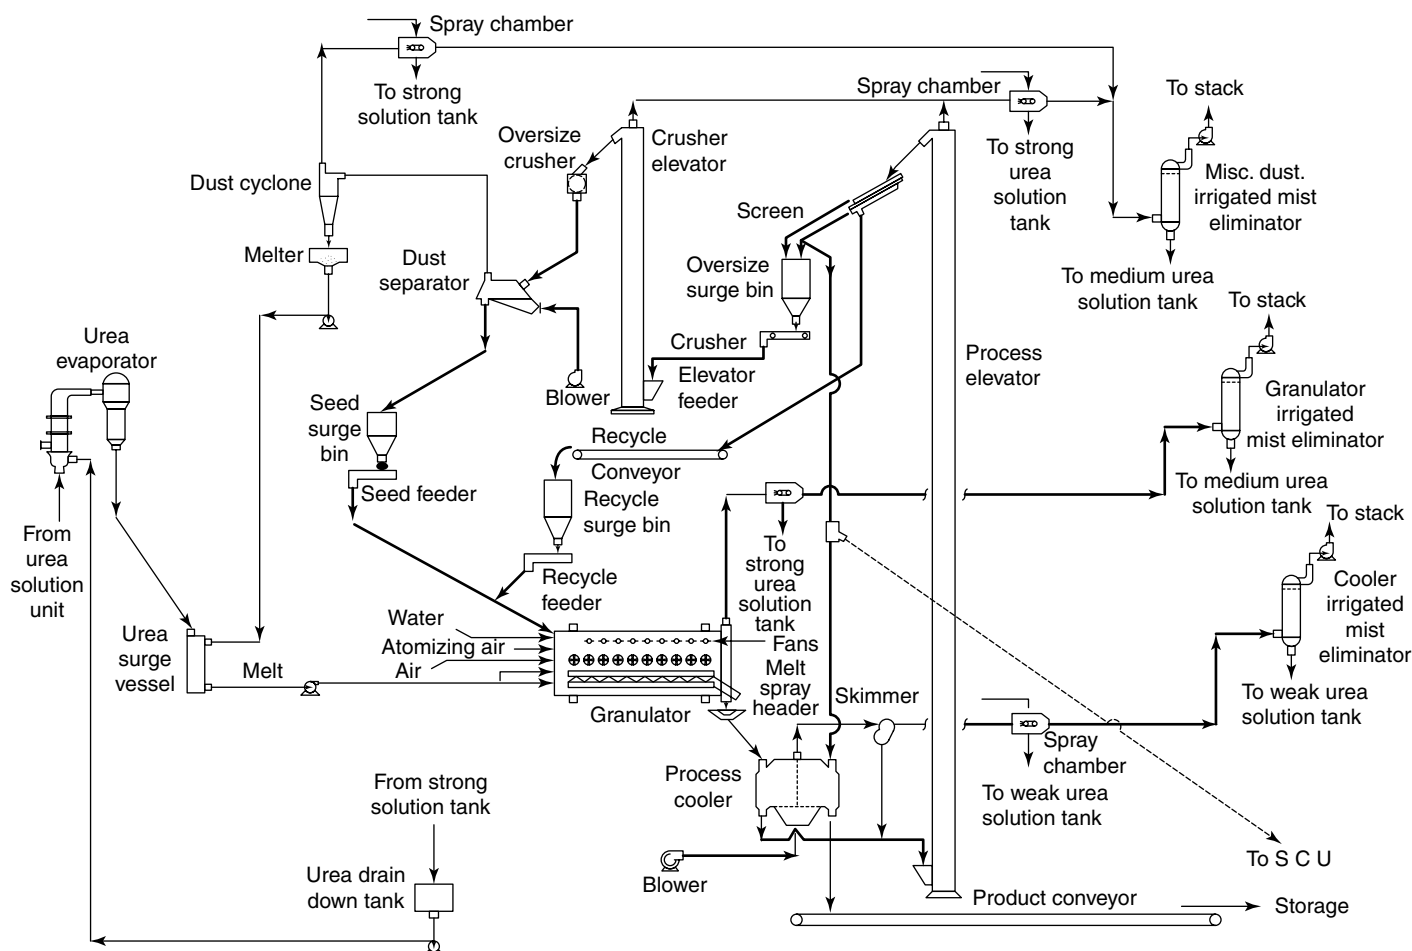 Spray chamber
To strong
solution tank
Spray chamber
To stack
Oversize
crusher
Crusher
elevator
To strong
urea
solution
tank
Misc. dust.
irrigated mist
eliminator
Dust cyclone
Screen
Melter
Dust
separator
Oversize
surge bin
To medium urea
solution tank
To stack
Urea
evaporator
Crusher
Elevator
feeder
Process
elevator
Blower
Granulator
irrigated
mist eliminator
Seed
surge
bin
Recycle
Conveyor
Seed feeder
Recycle
surge bin
To medium urea
solution tank
To stack
From
urea
solution
unit
To
strong
urea
solution
tank
Recycle
feeder
Cooler
irrigated
mist
eliminator
Water
Atomizing air
Air
Fans
Melt
spray
header
Urea
surge
vessel
Melt
Granulator
Skimmer
To weak urea
solution tank
Spray
chamber
Process
cooler
To weak urea
solution tank
From strong
solution tank
To S C U
Urea drain
down tank
Blower
Product conveyor
Storage